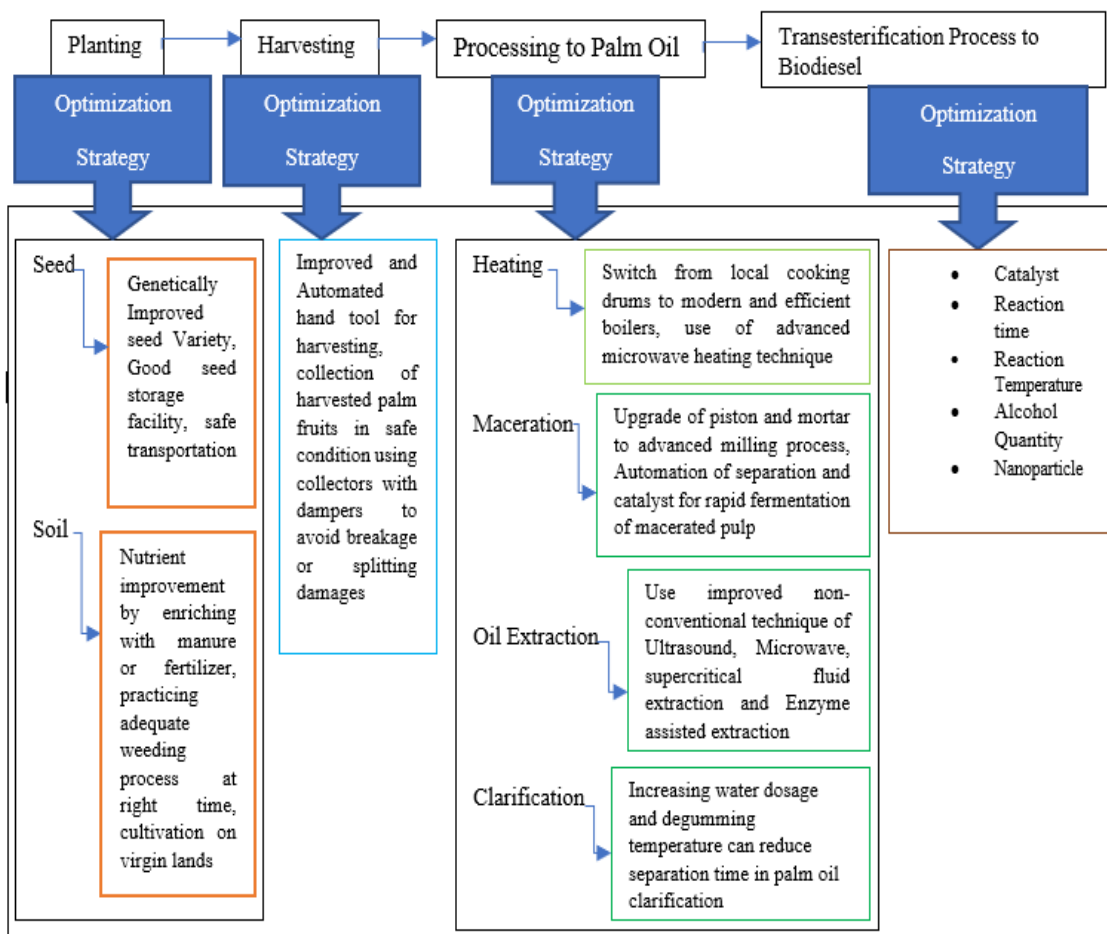 Planting
Harvesting
Processing to Palm Oil
Transesterification Process to
Biodiesel
Optimization
Strategy
Optimization
Strategy
Optimization
Strategy
Optimization
Strategy
Seed
Genetically
Improved
seed Variety,
Good seed
storage
facility, safe
transportation
Soil
Nutrient
improvement
by enriching
with manure
or fertilizer,
practicing
adequate
weeding
process at
right time,
cultivation on
virgin lands
Improved and
Automated
hand tool for
harvesting,
collection of
harvested palm
fruits in safe
condition using
collectors with
dampers to
avoid breakage
or splitting
damages
Heating
Switch from local cooking
drums to modern and efficient
boilers, use of advanced
microwave heating technique
Maceration
Upgrade of piston and mortar
to advanced milling process,
Automation of separation and
catalyst for rapid fermentation
of macerated pulp
Oil Extraction
Use improved non-
conventional technique of
Ultrasound, Microwave,
supercritical fluid
extraction and Enzyme
assisted extraction
Clarification
Increasing water dosage
and degumming
temperature can reduce
separation time in palm oil
clarification
• Catalyst
• Reaction
time
• Reaction
Temperature
• Alcohol
Quantity
• Nanoparticle